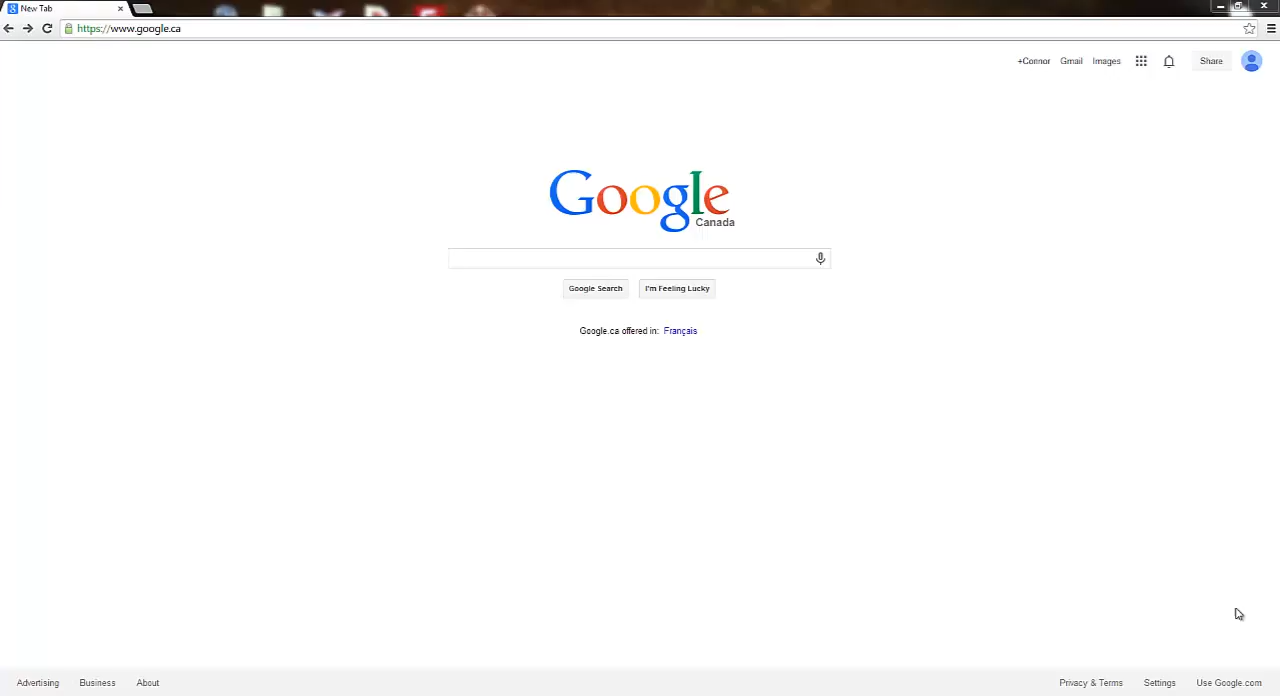 New Tab
https://www.google.ca
+Connor Gmail Images Share
Google
Canada
Google Search I'm Feeling Lucky
Google.ca offered in: Français
Advertising Business About Privacy & Terms Settings Use Google.com